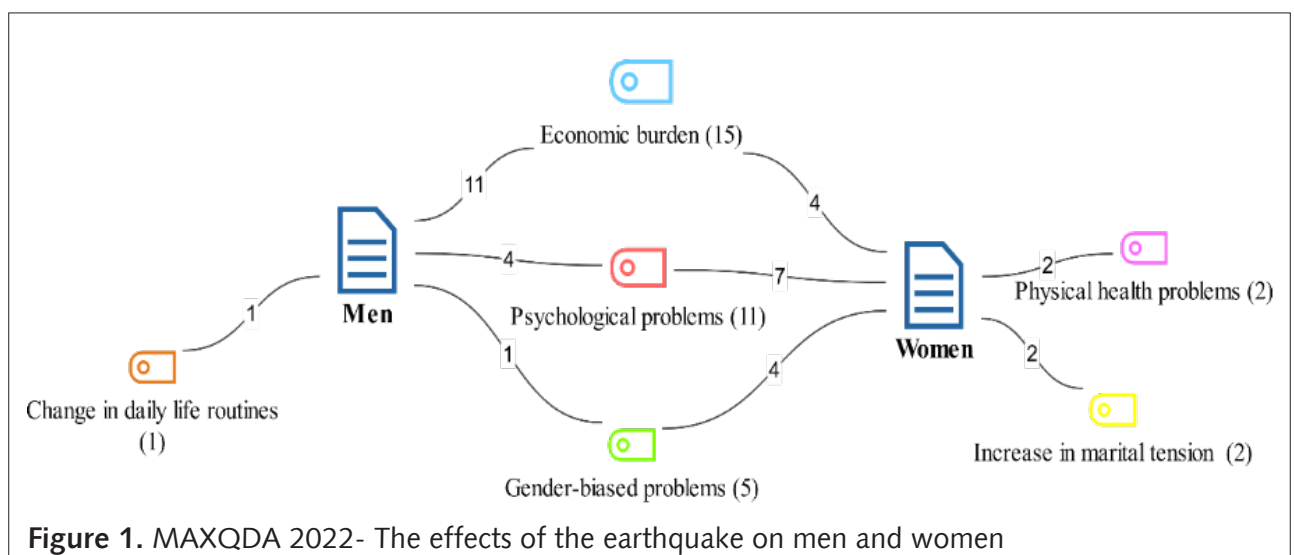 Economic burden (15)
11
4
Men
4
Psychological problems (11)
7
Women
2
Physical health problems (2)
1
Change in daily life routines
(1)
1
Gender-biased problems (5)
4
2
Increase in marital tension (2)
Figure 1. MAXQDA 2022- The effects of the earthquake on men and women